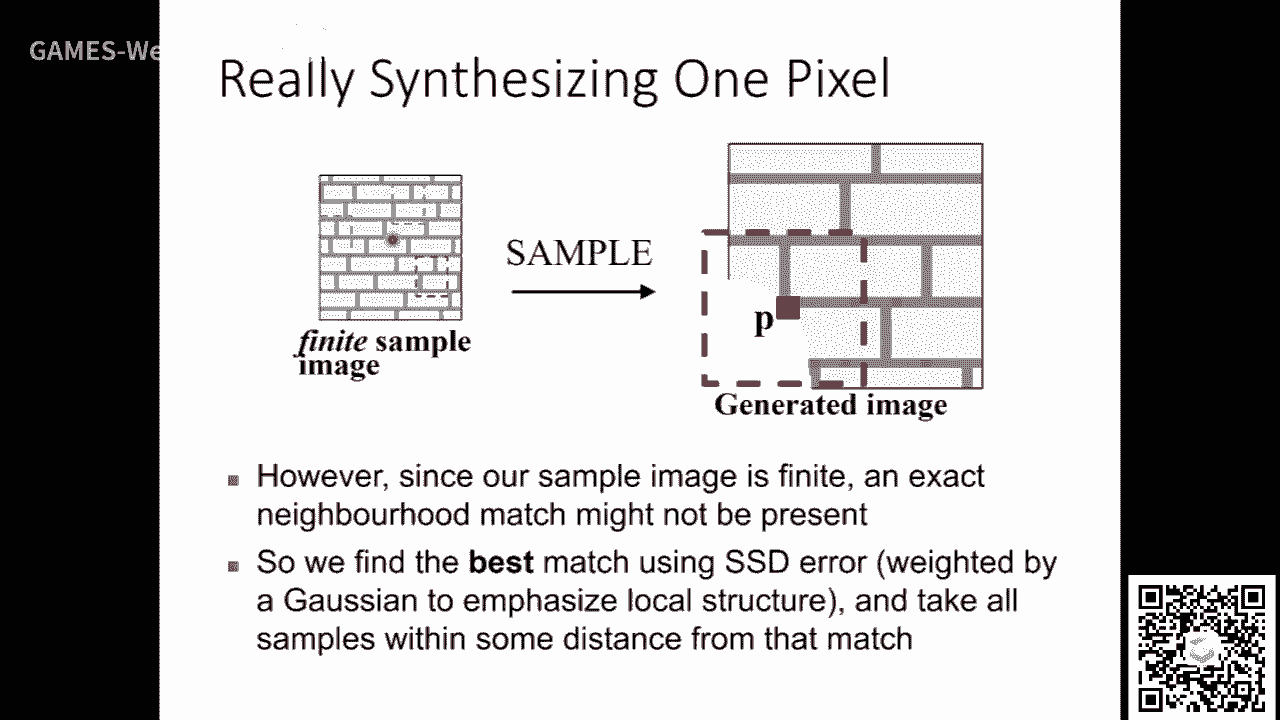 GAMES-We
Really Synthesizing One Pixel
SAMPLE
p
finite sample
image
Generated image
However, since our sample image is finite, an exact
neighbourhood match might not be present
So we find the best match using SSD error (weighted by
a Gaussian to emphasize local structure), and take all
samples within some distance from that match